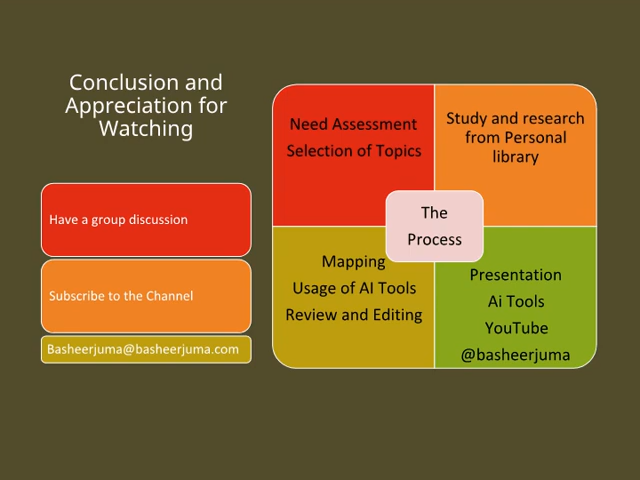 Conclusion and
Appreciation for
Watching
Have a group discussion
Subscribe to the Channel
Basheerjuma@basheerjuma.com
Need Assessment
Selection of Topics
Study and research
from Personal
library
The
Process
Mapping
Usage of AI Tools
Review and Editing
Presentation
Ai Tools
YouTube
@basheerjuma